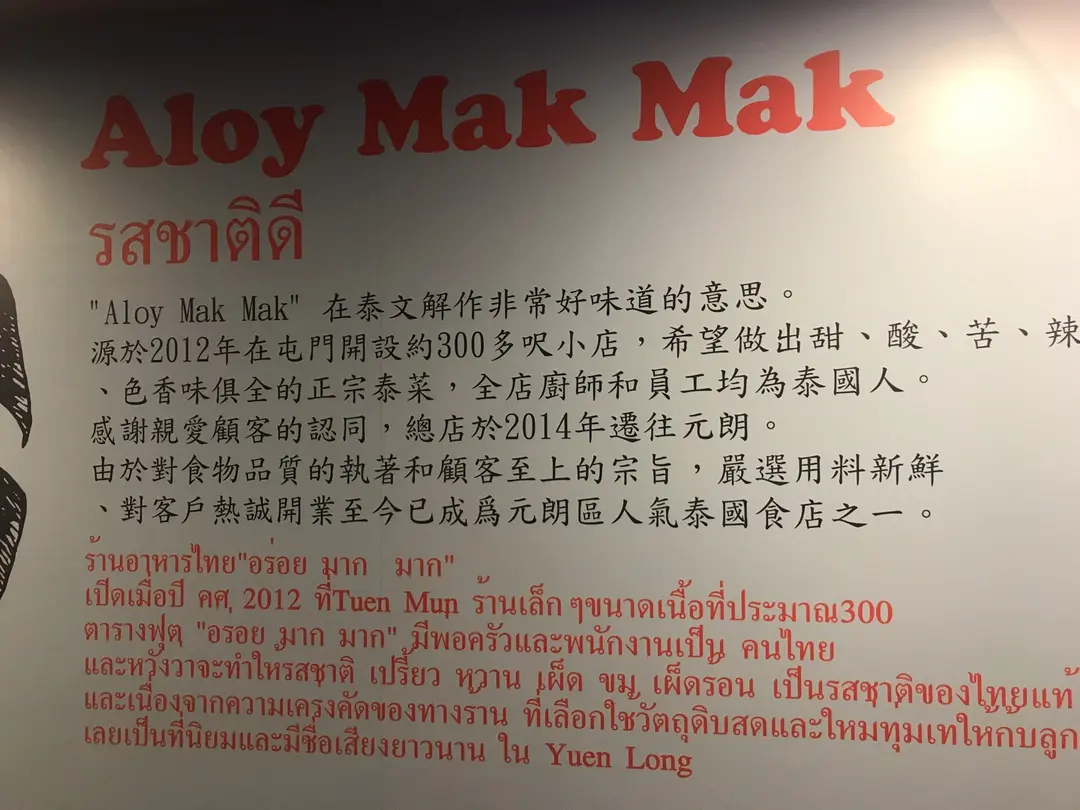 Aloy Mak Mak
รสชาติดี
"Aloy Mak Mak" 在泰文解作非常好味道的意思。
源於2012年在屯門開設約300多呎小店，希望做出甜、酸、苦、辣
、色香味俱全的正宗泰菜，全店廚師和員工均為泰國人。
感謝親愛顧客的認同，總店於2014年遷往元朗。
由於對食物品質的執著和顧客至上的宗旨，嚴選用料新鮮
、對客戶熱誠開業至今已成爲元朗區人氣泰國食店之一。
ร้านอาหารไทย"อร่อย มาก มาก"
เปิดเมื่อปี คศ, 2012 ที่Tuen Mun ร้านเล็กๆขนาดเนื้อที่ประมาณ300
ตารางฟุต "อรอย มาก มาก" มีพอครัวและพนักงานเป็น คนไทย
และหวังวาจะทำให้รสชาติ เปรี้ยว หวาน เผ็ด ขม เผ็ดรอน เป็นรสชาติของไทยแท้
และเนื่องจากความเครงคัดของทางราน ที่เลือกใช้วัตถุดิบสดและใหมทุมเทให้กับลูก
เลยเป็นที่นิยมและมีชื่อเสียงยาวนาน ใน Yuen Long